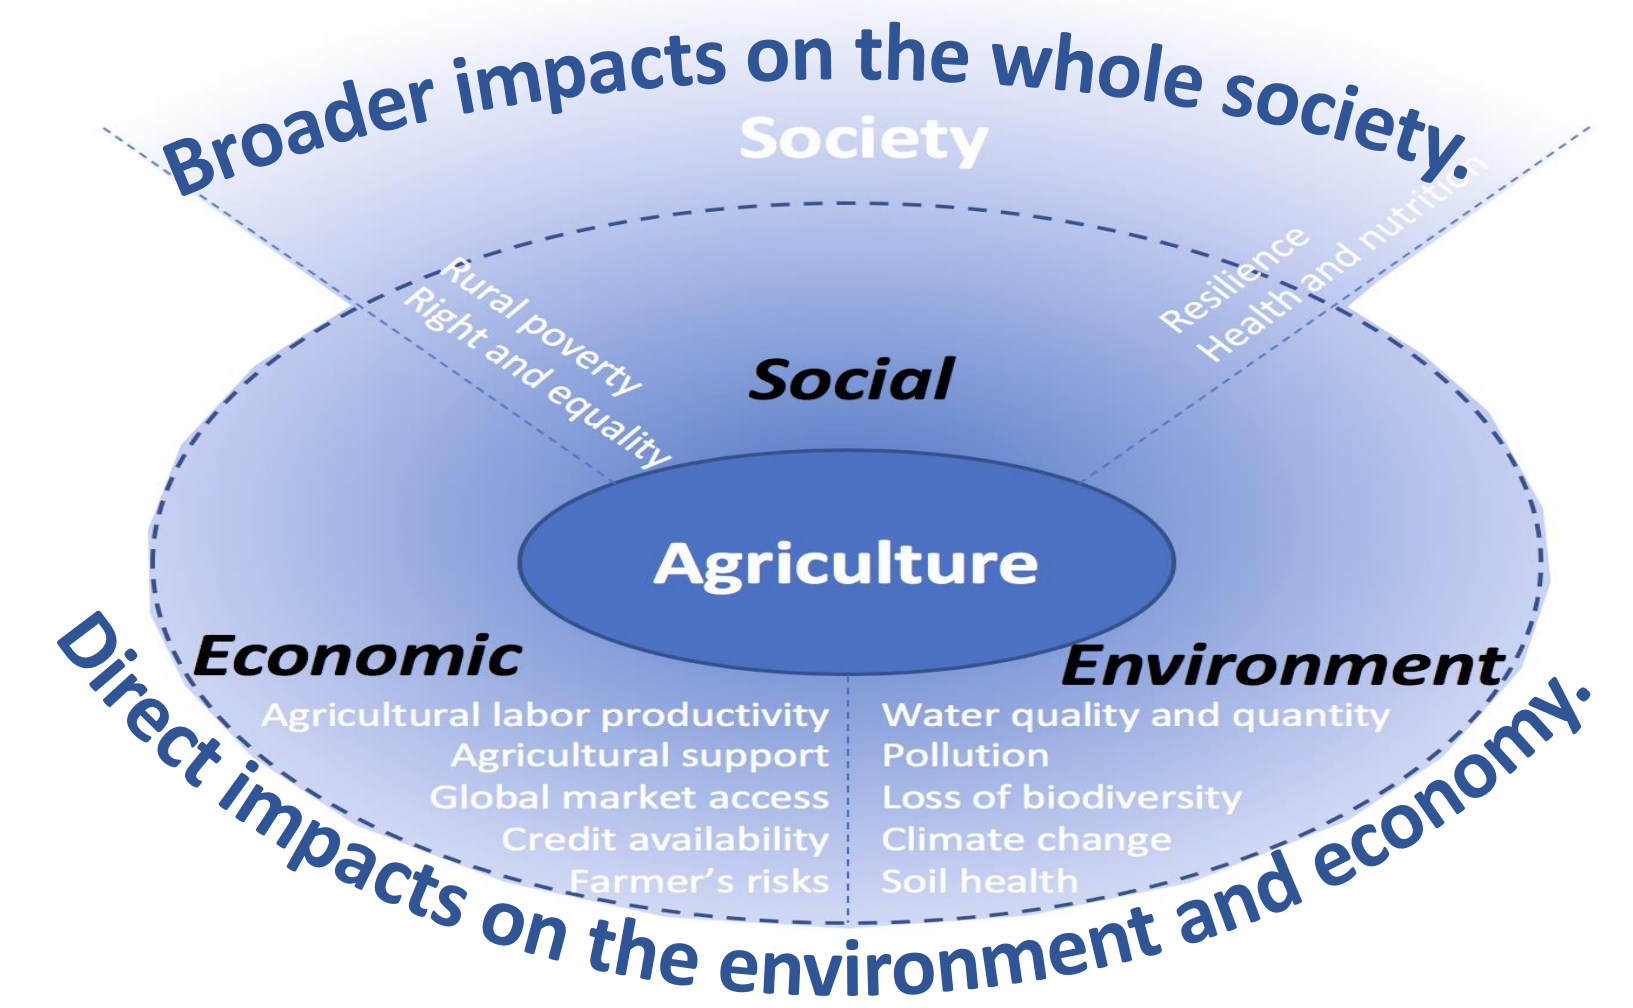 Broader impacts on the whole society.
Society
Rural poverty
Right and equality
Resilience
Health and nutrition
Social
Agriculture
Economic
Agricultural labor productivity
Agricultural support
Global market access
Credit availability
Farmer’s risks
Environment
Water quality and quantity
Pollution
Loss of biodiversity
Climate change
Soil health
Direct impacts on the environment and economy.